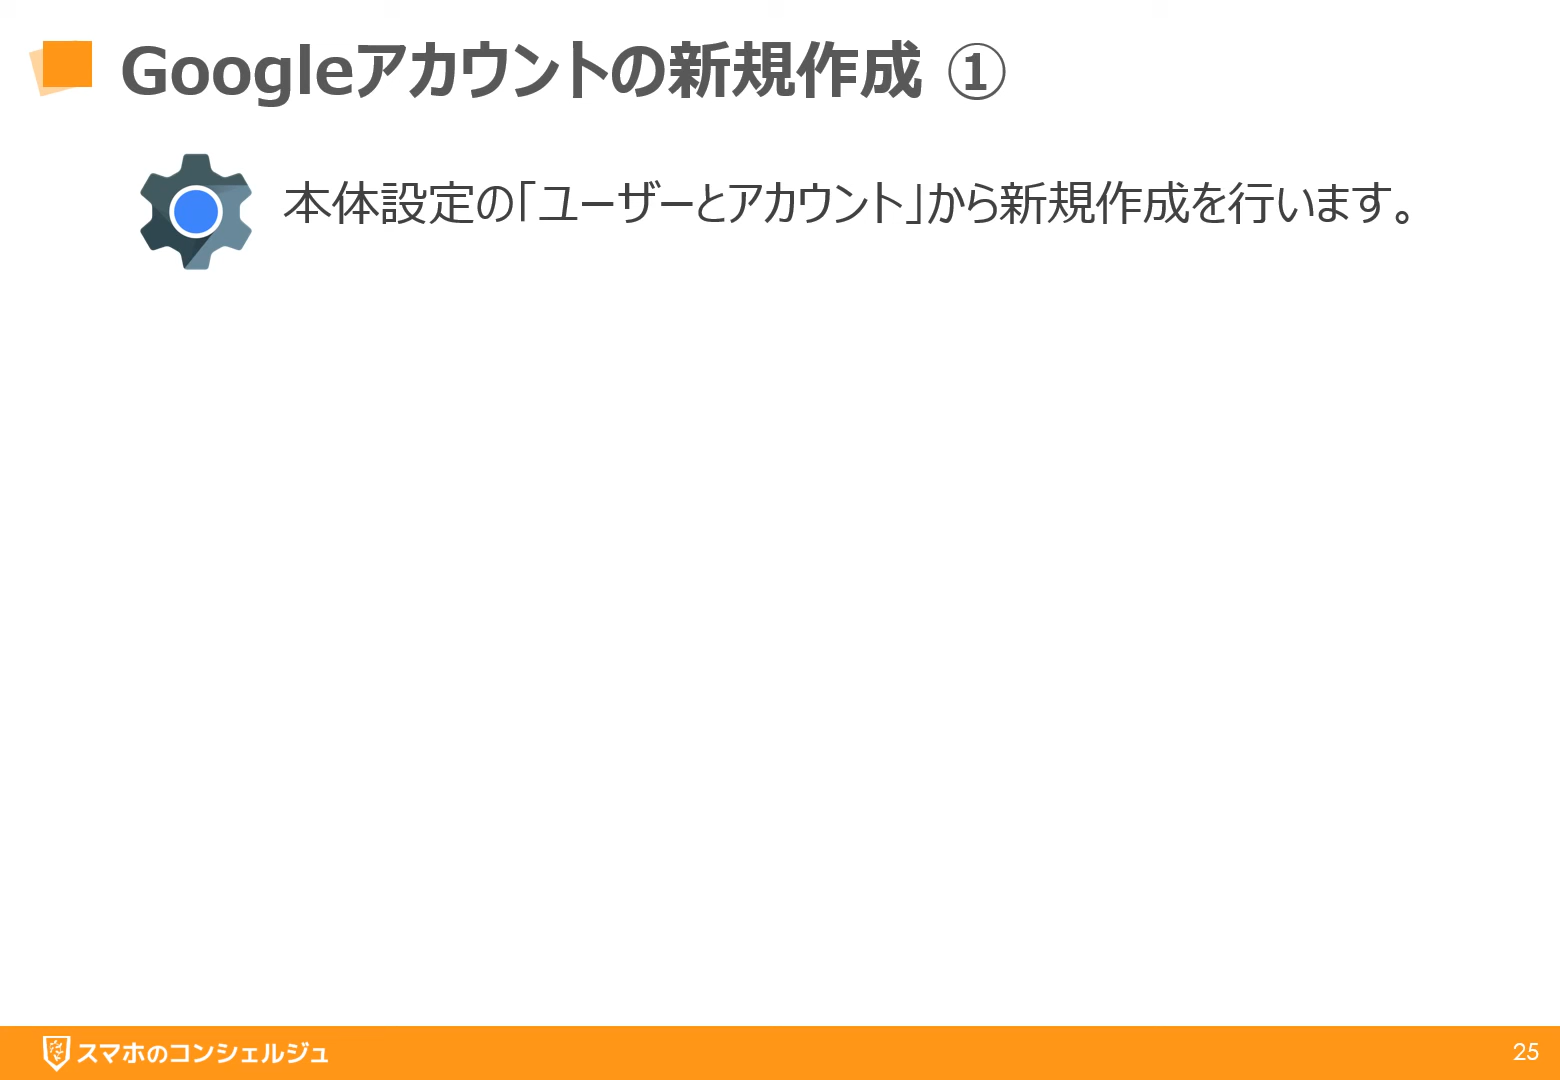 Googleアカウントの新規作成 ①
本体設定の「ユーザーとアカウント」から新規作成を行います。
スマホのコンシェルジュ
25